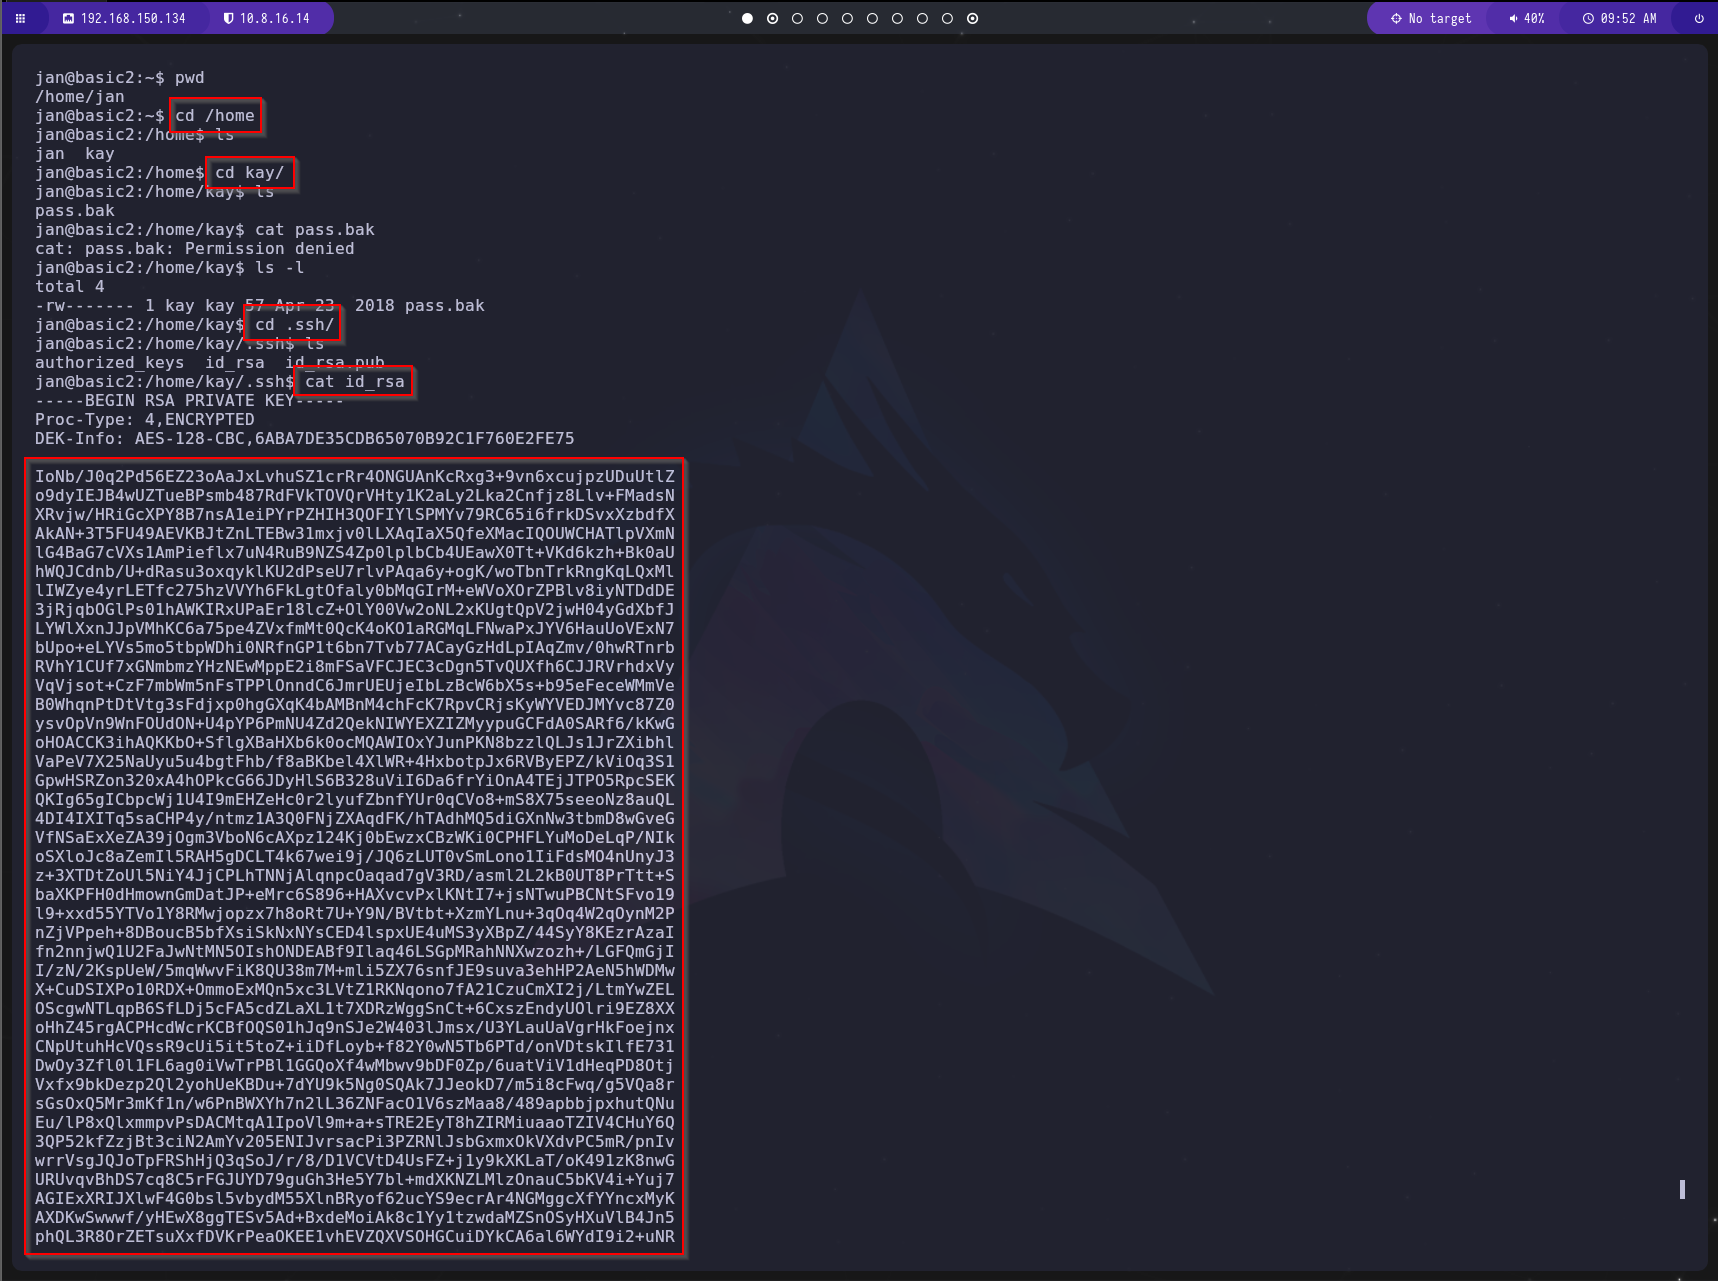 192.168.150.134 10.8.16.14 No target 40% 09:52 AM
jan@basic2:~$ pwd
/home/jan
jan@basic2:~$ cd /home
jan@basic2:/home$ ls
jan  kay
jan@basic2:/home$ cd kay/
jan@basic2:/home/kay$ ls
pass.bak
jan@basic2:/home/kay$ cat pass.bak
cat: pass.bak: Permission denied
jan@basic2:/home/kay$ ls -l
total 4
-rw------- 1 kay kay 57 Apr 23  2018 pass.bak
jan@basic2:/home/kay$ cd .ssh/
jan@basic2:/home/kay/.ssh$ ls
authorized_keys  id_rsa  id_rsa.pub
jan@basic2:/home/kay/.ssh$ cat id_rsa
-----BEGIN RSA PRIVATE KEY-----
Proc-Type: 4,ENCRYPTED
DEK-Info: AES-128-CBC,6ABA7DE35CDB65070B92C1F760E2FE75
IoNb/J0q2Pd56EZ23oAaJxLvhuSZ1crRr4ONGUAnKcRxg3+9vn6xcujpzUDuUtlZ
o9dyIEJB4wUZTueBPsmb487RdFVkTOVQrVHty1K2aLy2Lka2Cnfjz8Llv+FMadsN
XRvjw/HRiGcXPY8B7nsA1eiPYrPZHIH3QOFIYlSPMYv79RC65i6frkDSvxXzbdfX
AkAN+3T5FU49AEVKBJtZnLTEBw31mxjv0lLXAqIaX5QfeXMacIQOUWCHATlpVXmN
lG4BaG7cVXs1AmPieflx7uN4RuB9NZS4Zp0lplbCb4UEawX0Tt+VKd6kzh+Bk0aU
hWQJCdnb/U+dRasu3oxqyklKU2dPseU7rlvPAqa6y+ogK/woTbnTrkRngKqLQxMl
lIWZye4yrLETfc275hzVVYh6FkLgtOfaly0bMqGIrM+eWVoXOrZPBlv8iyNTDdDE
3jRjqbOGlPs01hAWKIRxUPaEr18lcZ+OlY00Vw2oNL2xKUgtQpV2jwH04yGdXbfJ
LYWlXxnJJpVMhKC6a75pe4ZVxfmMt0QcK4oKO1aRGMqLFNwaPxJYV6HauUoVExN7
bUpo+eLYVs5mo5tbpWDhi0NRfnGP1t6bn7Tvb77ACayGzHdLpIAqZmv/0hwRTnrb
RVhY1CUf7xGNmbmzYHzNEwMppE2i8mFSaVFCJEC3cDgn5TvQUXfh6CJJRVrhdxVy
VqVjsot+CzF7mbWm5nFsTPPlOnndC6JmrUEUjeIbLzBcW6bX5s+b95eFeceWMmVe
B0WhqnPtDtVtg3sFdjxp0hgGXqK4bAMBnM4chFcK7RpvCRjsKyWYVEDJMYvc87Z0
ysvOpVn9WnFOUdON+U4pYP6PmNU4Zd2QekNIWYEXZIZMyypuGCFdA0SARf6/kKwG
oHOACCK3ihAQKKbO+SflgXBaHXb6k0ocMQAWIOxYJunPKN8bzzlQLJs1JrZXibhl
VaPeV7X25NaUyu5u4bgtFhb/f8aBKbel4XlWR+4HxbotpJx6RVByEPZ/kViOq3S1
GpwHSRZon320xA4hOPkcG66JDyHlS6B328uViI6Da6frYiOnA4TEjJTPO5RpcSEK
QKIg65gICbpcWj1U4I9mEHZeHc0r2lyufZbnfYUr0qCVo8+mS8X75seeoNz8auQL
4DI4IXITq5saCHP4y/ntmz1A3Q0FNjZXAqdFK/hTAdhMQ5diGXnNw3tbmD8wGveG
VfNSaExXeZA39jOgm3VboN6cAXpz124Kj0bEwzxCBzWKi0CPHFLYuMoDeLqP/NIk
oSXloJc8aZemIl5RAH5gDCLT4k67wei9j/JQ6zLUT0vSmLono1IiFdsMO4nUnyJ3
z+3XTDtZoUl5NiY4JjCPLhTNNjAlqnpcOaqad7gV3RD/asml2L2kB0UT8PrTtt+S
baXKPFH0dHmownGmDatJP+eMrc6S896+HAXvcvPxlKNtI7+jsNTwuPBCNtSFvo19
l9+xxd55YTVo1Y8RMwjopzx7h8oRt7U+Y9N/BVtbt+XzmYLnu+3qOq4W2qOynM2P
nZjVPpeh+8DBoucB5bfXsiSkNxNYsCED4lspxUE4uMS3yXBpZ/44SyY8KEzrAzaI
fn2nnjwQ1U2FaJwNtMN5OIshONDEABf9Ilaq46LSGpMRahNNXwzozh+/LGFQmGjI
I/zN/2KspUeW/5mqWwvFiK8QU38m7M+mli5ZX76snfJE9suva3ehHP2AeN5hWDMw
X+CuDSIXPo10RDX+OmmoExMQn5xc3LVtZ1RKNqono7fA21CzuCmXI2j/LtmYwZEL
OScgwNTLqpB6SfLDj5cFA5cdZLaXL1t7XDRzWggSnCt+6CxszEndyUOlri9EZ8XX
oHhZ45rgACPHcdWcrKCBfOQS01hJq9nSJe2W403lJmsx/U3YLauUaVgrHkFoejnx
CNpUtuhHcVQssR9cUi5it5toZ+iiDfLoyb+f82Y0wN5Tb6PTd/onVDtskIlfE731
DwOy3Zfl0l1FL6ag0iVwTrPBl1GGQoXf4wMbwv9bDF0Zp/6uatViV1dHeqPD8Otj
Vxfx9bkDezp2Ql2yohUeKBDu+7dYU9k5Ng0SQAk7JJeokD7/m5i8cFwq/g5VQa8r
sGsOxQ5Mr3mKf1n/w6PnBWXYh7n2lL36ZNFacO1V6szMaa8/489apbbjpxhutQNu
Eu/lP8xQlxmmpvPsDACMtqA1IpoVl9m+a+sTRE2EyT8hZIRMiuaaoTZIV4CHuY6Q
3QP52kfZzjBt3ciN2AmYv205ENIJvrsacPi3PZRNlJsbGxmxOkVXdvPC5mR/pnIv
wrrVsgJQJoTpFRShHjQ3qSoJ/r/8/D1VCVtD4UsFZ+j1y9kXKLaT/oK491zK8nwG
URUvqvBhDS7cq8C5rFGJUYD79guGh3He5Y7bl+mdXKNZLMlzOnauC5bKV4i+Yuj7
AGIExXRIJXlwF4G0bsl5vbydM55XlnBRyof62ucYS9ecrAr4NGMggcXfYYncxMyK
AXDKwSwwwf/yHEwX8ggTESv5Ad+BxdeMoiAk8c1Yy1tzwdaMZSnOSyHXuVlB4Jn5
phQL3R8OrZETsuXxfDVKrPeaOKEE1vhEVZQXVSOHGCuiDYkCA6al6WYdI9i2+uNR